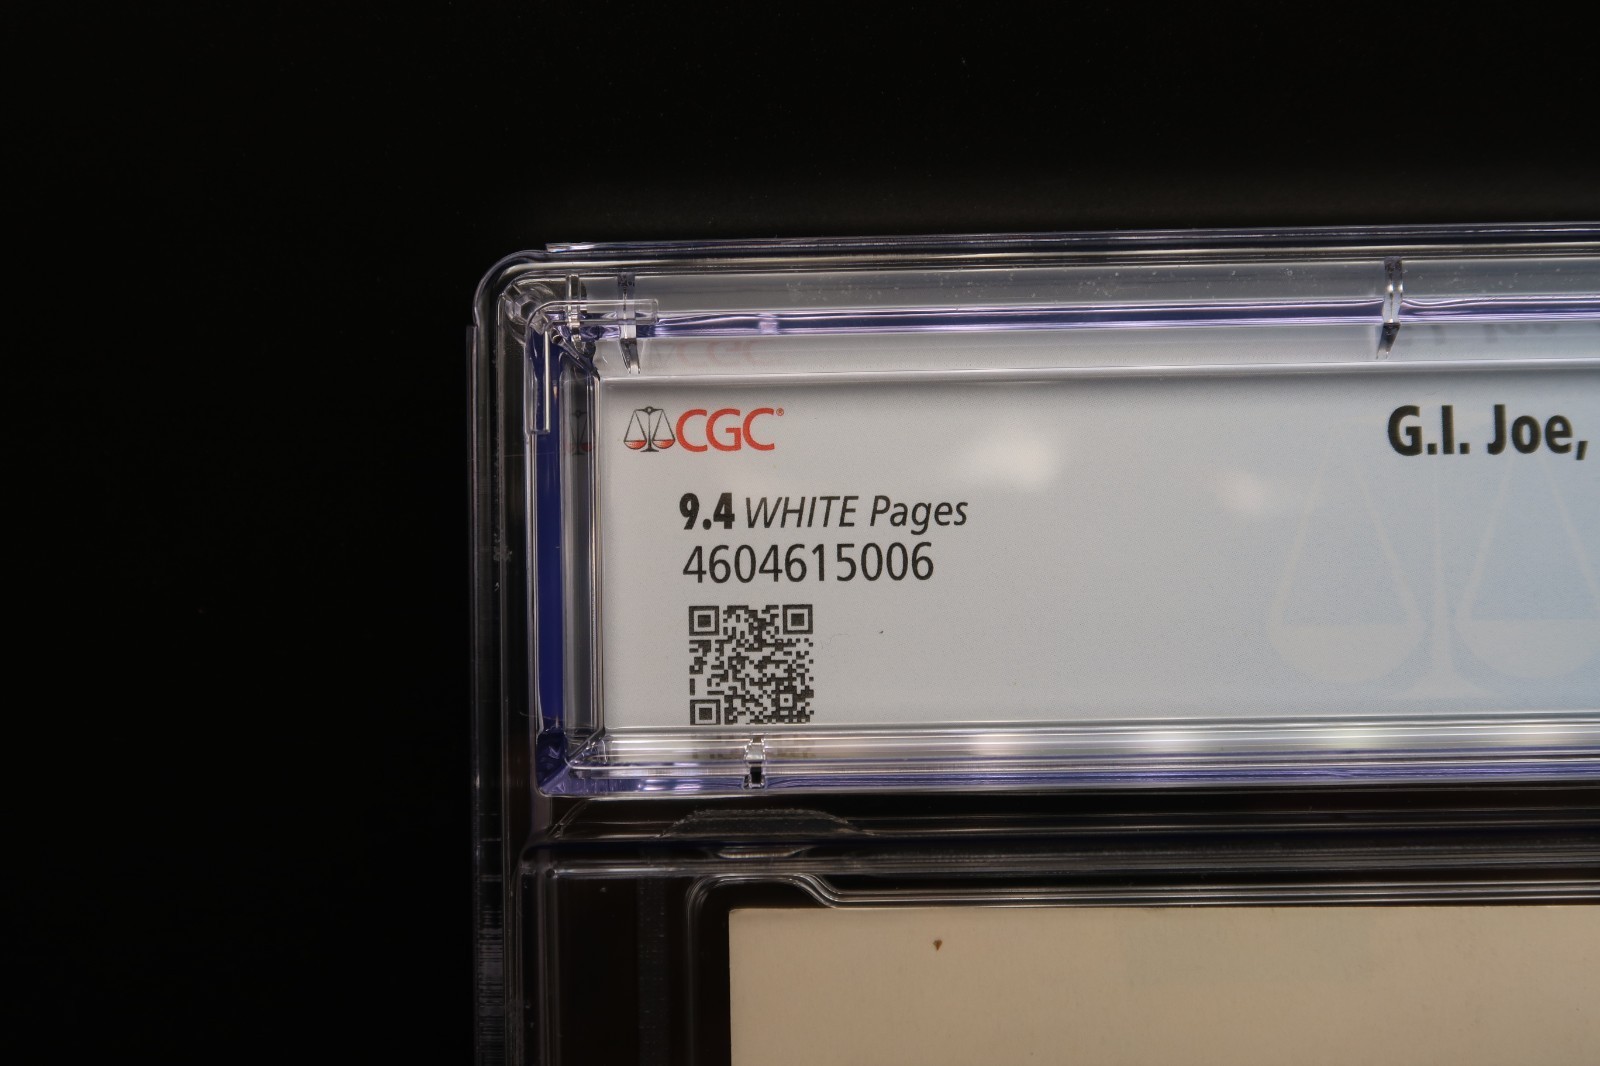 CGC®
G.I. Joe,
9.4 WHITE Pages
4604615006